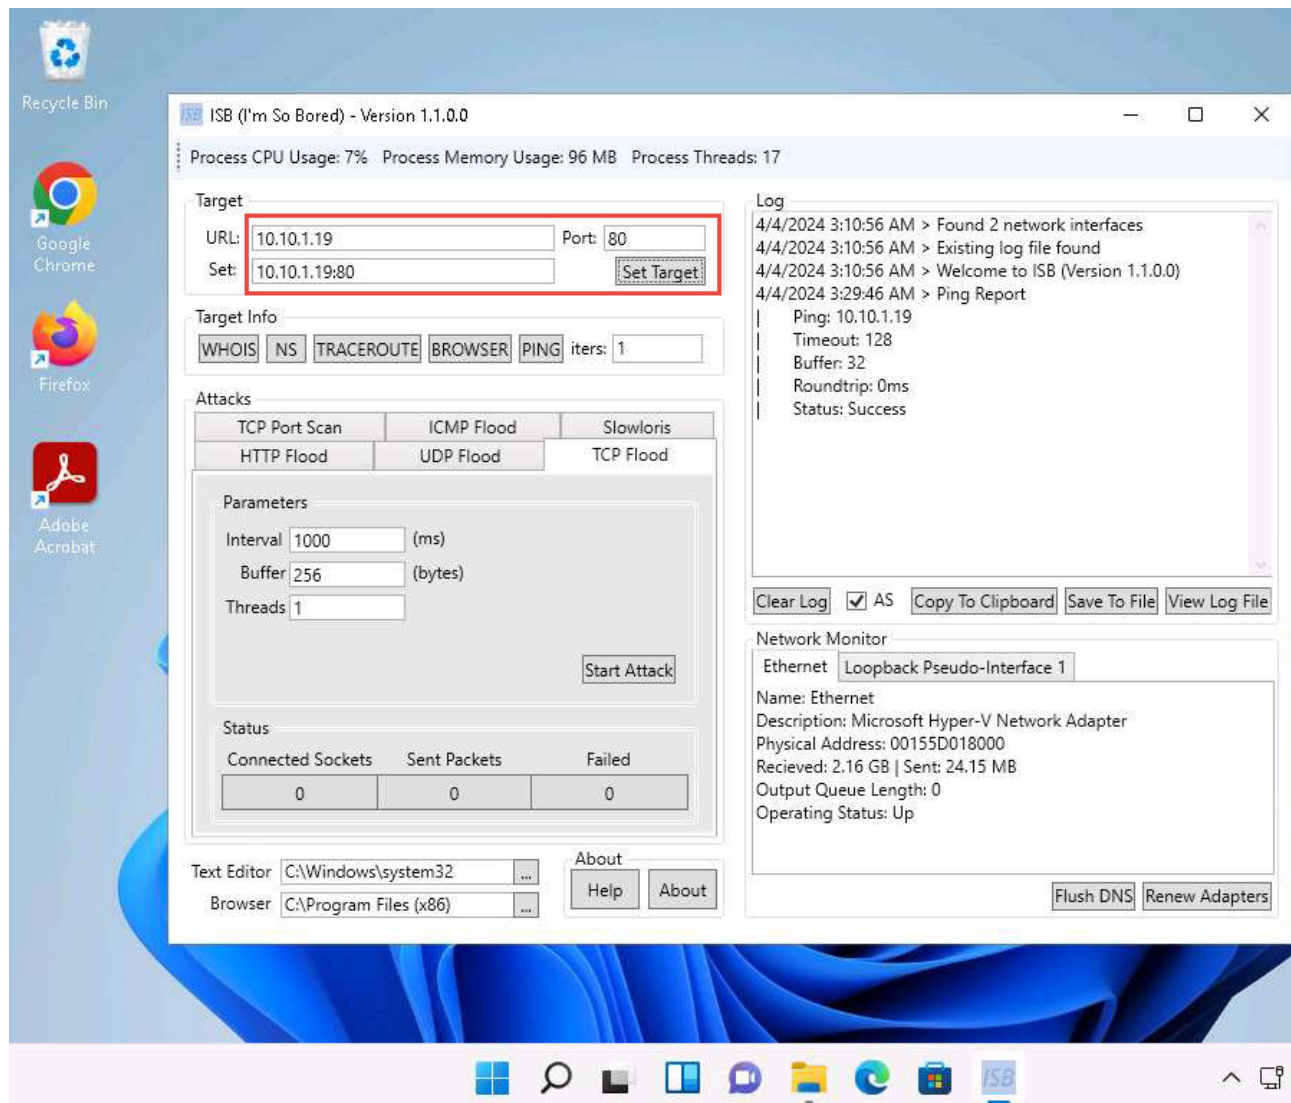 Recycle Bin
Google
Chrome
Firefox
Adobe
Acrobat
ISB ISB (I'm So Bored) - Version 1.1.0.0
Process CPU Usage: 7% Process Memory Usage: 96 MB Process Threads: 17
Target
URL: 10.10.1.19 Port: 80
Set: 10.10.1.19:80 Set Target
Target Info
WHOIS NS TRACEROUTE BROWSER PING iters: 1
Attacks
TCP Port Scan ICMP Flood Slowloris
HTTP Flood UDP Flood TCP Flood
Parameters
Interval 1000 (ms)
Buffer 256 (bytes)
Threads 1
Start Attack
Status
Connected Sockets Sent Packets Failed
0 0 0
Text Editor C:\Windows\system32 ...
Browser C:\Program Files (x86) ...
About
Help About
Log
4/4/2024 3:10:56 AM > Found 2 network interfaces
4/4/2024 3:10:56 AM > Existing log file found
4/4/2024 3:10:56 AM > Welcome to ISB (Version 1.1.0.0)
4/4/2024 3:29:46 AM > Ping Report
| Ping: 10.10.1.19
| Timeout: 128
| Buffer: 32
| Roundtrip: 0ms
| Status: Success
Clear Log AS Copy To Clipboard Save To File View Log File
Network Monitor
Ethernet Loopback Pseudo-Interface 1
Name: Ethernet
Description: Microsoft Hyper-V Network Adapter
Physical Address: 00155D018000
Recieved: 2.16 GB | Sent: 24.15 MB
Output Queue Length: 0
Operating Status: Up
Flush DNS Renew Adapters
ISB